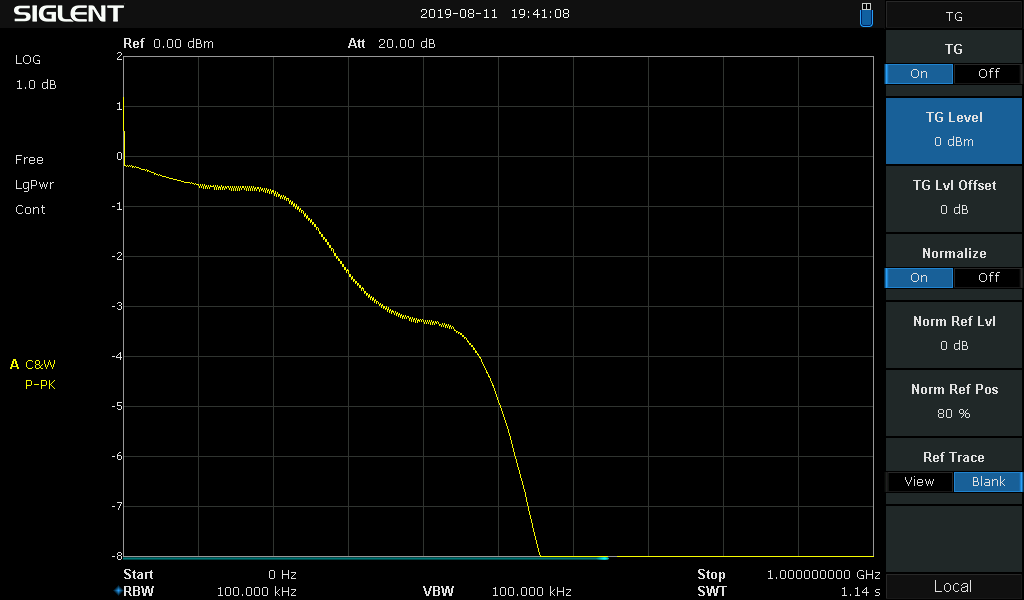 SIGLENT 2019-08-11 19:41:08 TG
Ref 0.00 dBm Att 20.00 dB
LOG
1.0 dB
Free
LgPwr
Cont
A C&W
P-PK
2
1
0
-1
-2
-3
-4
-5
-6
-7
-8
Start 0 Hz Stop 1.000000000 GHz
RBW 100.000 kHz VBW 100.000 kHz SWT 1.14 s
TG
On Off
TG Level
0 dBm
TG Lvl Offset
0 dB
Normalize
On Off
Norm Ref Lvl
0 dB
Norm Ref Pos
80 %
Ref Trace
View Blank
Local